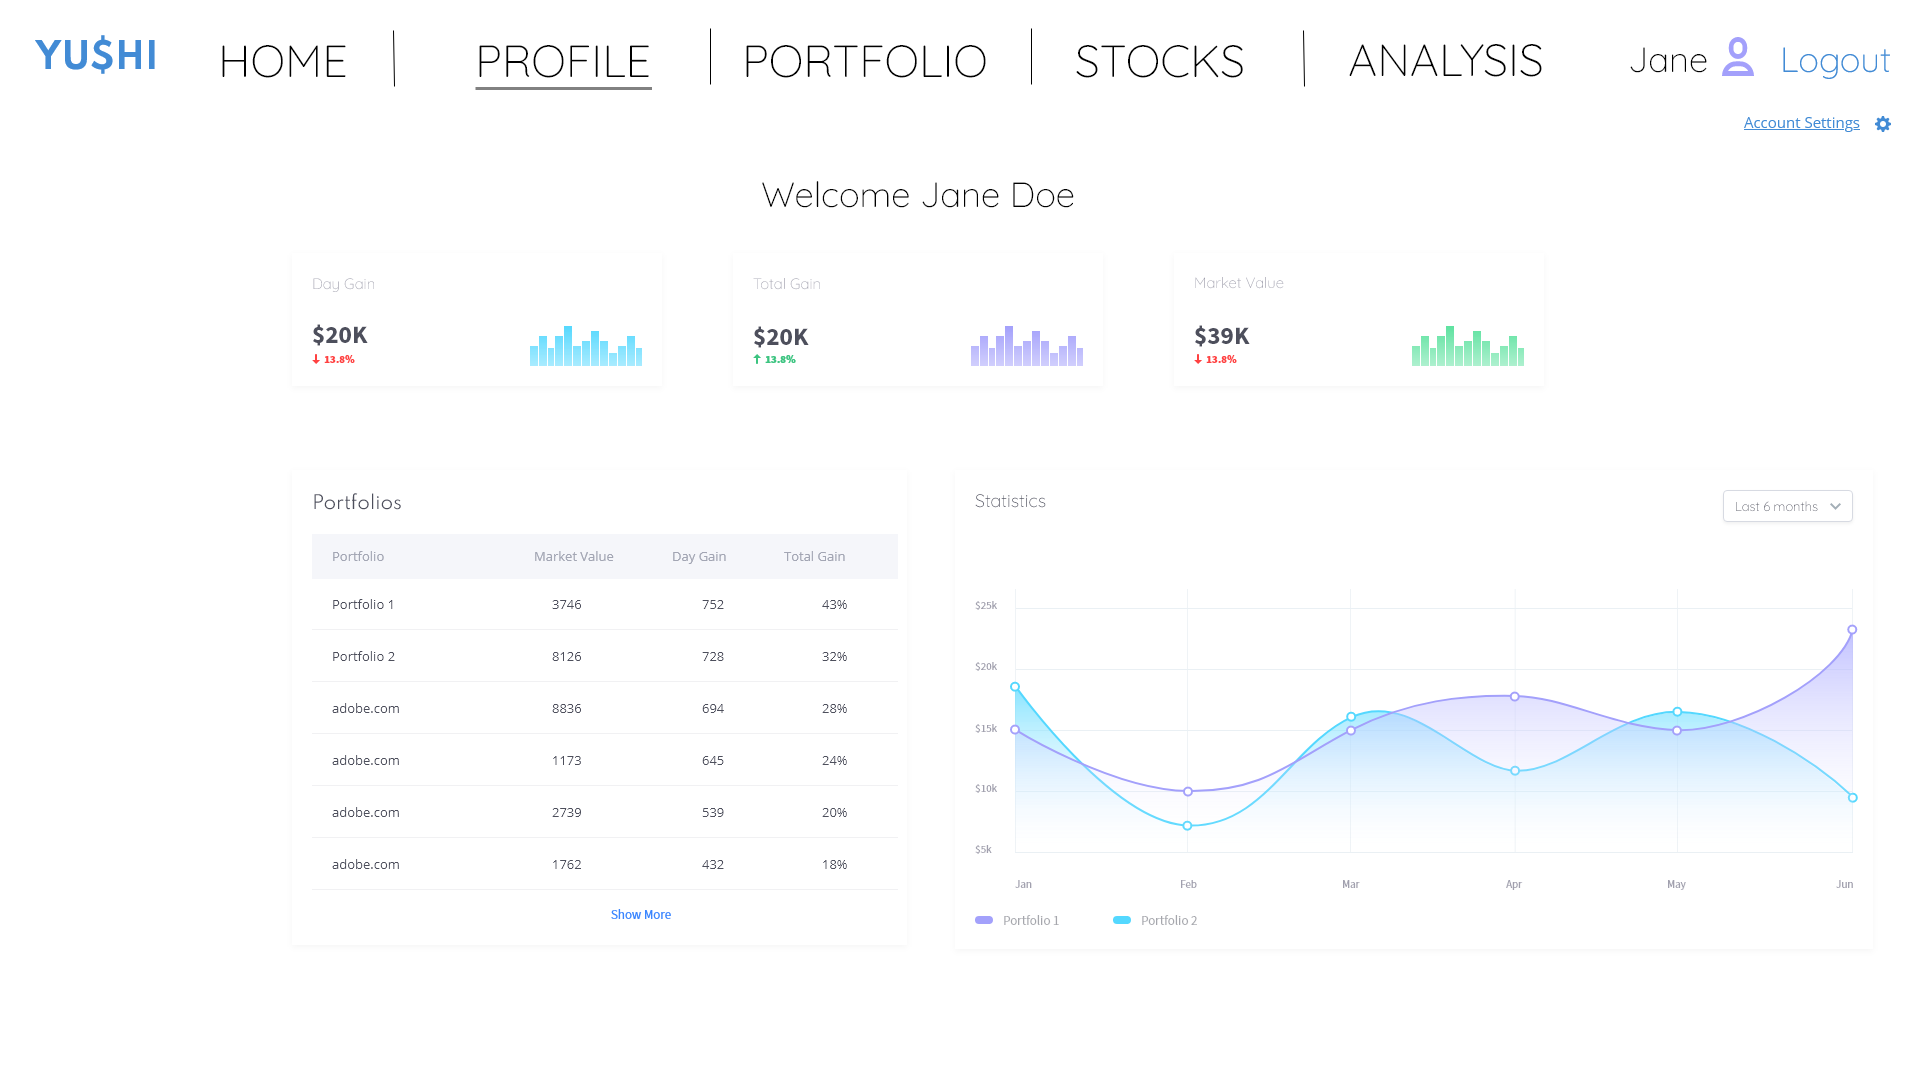 YU$HI HOME PROFILE PORTFOLIO STOCKS ANALYSIS Jane Logout
Account Settings
Welcome Jane Doe
Day Gain
$20K
13.8%
Total Gain
$20K
13.8%
Market Value
$39K
13.8%
Portfolios
Portfolio Market Value Day Gain Total Gain
Portfolio 1 3746 752 43%
Portfolio 2 8126 728 32%
adobe.com 8836 694 28%
adobe.com 1173 645 24%
adobe.com 2739 539 20%
adobe.com 1762 432 18%
Show More
Statistics
Last 6 months
$25k
$20k
$15k
$10k
$5k
Jan Feb Mar Apr May Jun
Portfolio 1 Portfolio 2